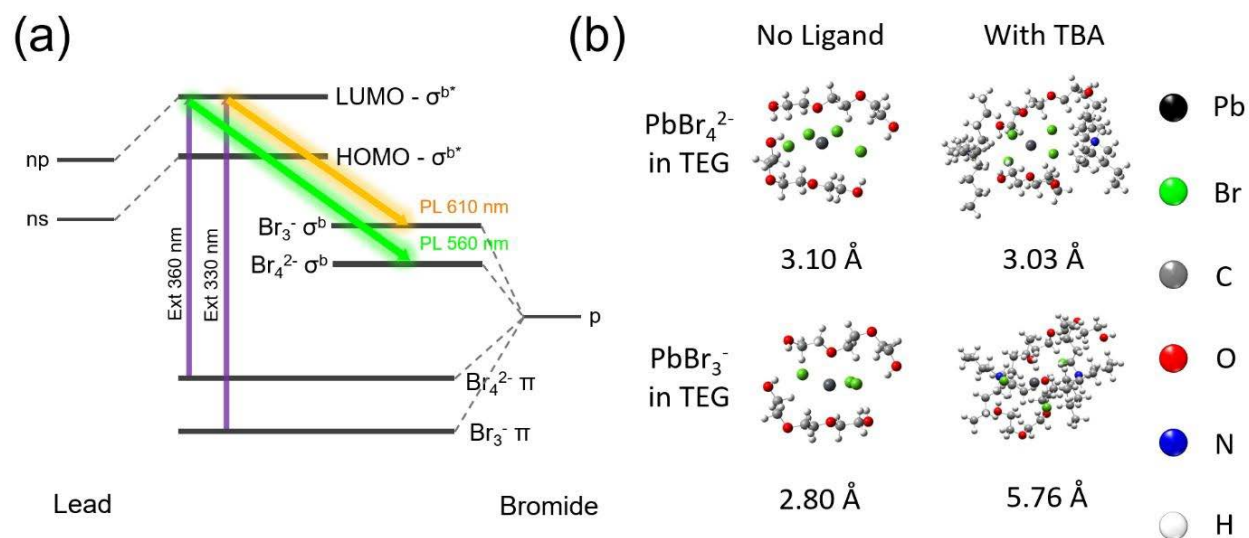 (a)
LUMO - σᵇ*
HOMO - σᵇ*
np
ns
PL 610 nm
Br₃⁻ σᵇ
PL 560 nm
Br₄²⁻ σᵇ
Ext 360 nm
Ext 330 nm
p
Br₄²⁻ π
Br₃⁻ π
Lead
Bromide
(b)
No Ligand
With TBA
PbBr₄²⁻
in TEG
3.10 Å
3.03 Å
PbBr₃⁻
in TEG
2.80 Å
5.76 Å
Pb
Br
C
O
N
H